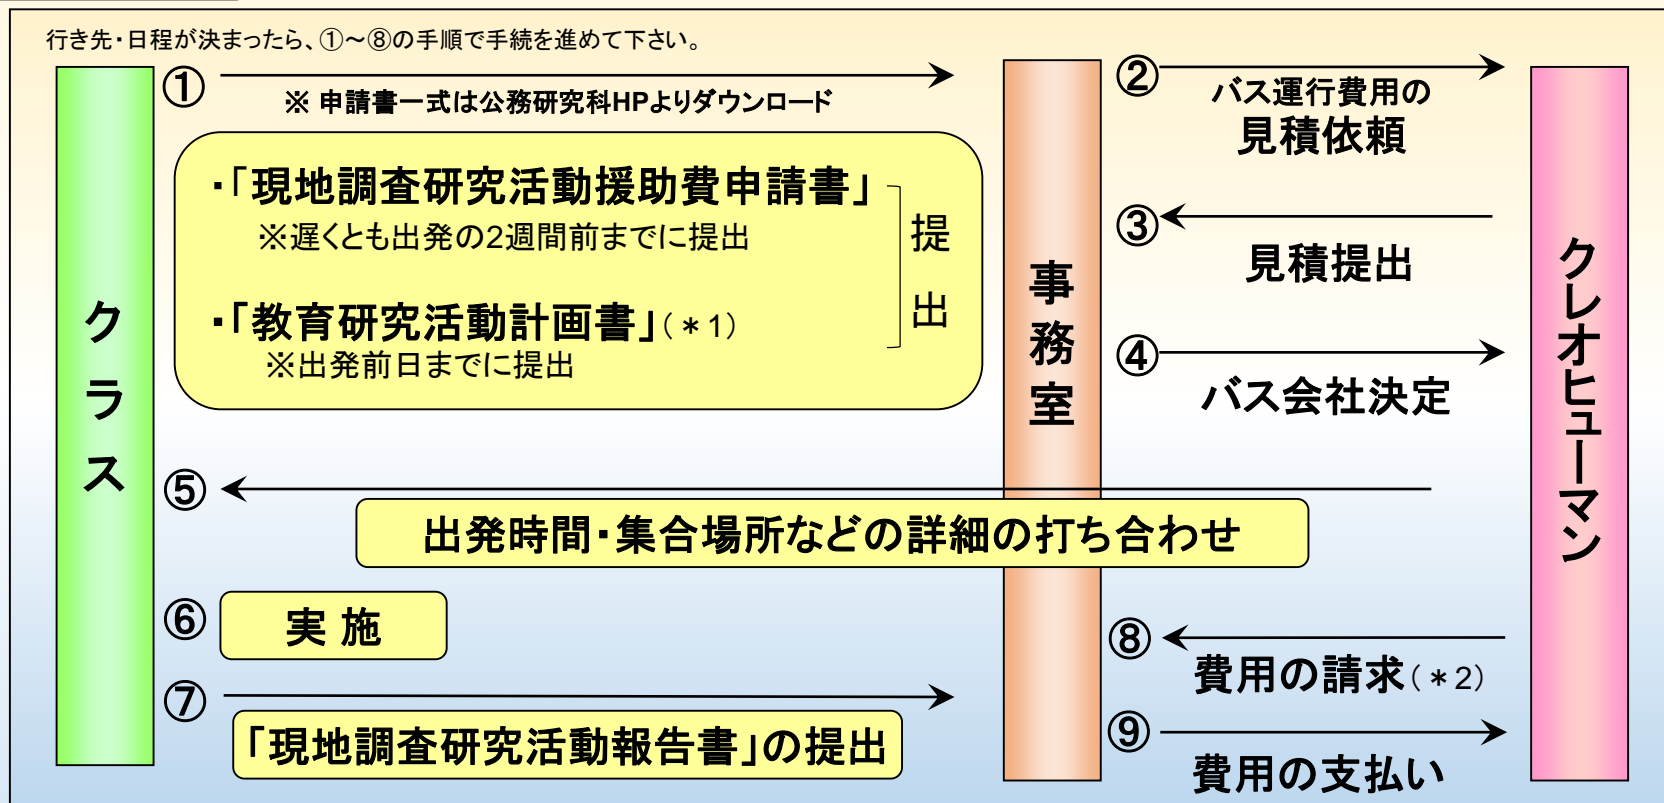 行き先・日程が決まったら、①～⑧の手順で手続を進めて下さい。
クラス
事務室
クレオヒューマン
①
※ 申請書一式は公務研究科HPよりダウンロード
・「現地調査研究活動援助費申請書」
※遅くとも出発の2週間前までに提出
・「教育研究活動計画書」(＊1)
※出発前日までに提出
提出
②
バス運行費用の
見積依頼
③
見積提出
④
バス会社決定
⑤
出発時間・集合場所などの詳細の打ち合わせ
⑥
実 施
⑦
「現地調査研究活動報告書」の提出
⑧
費用の請求(＊2)
⑨
費用の支払い